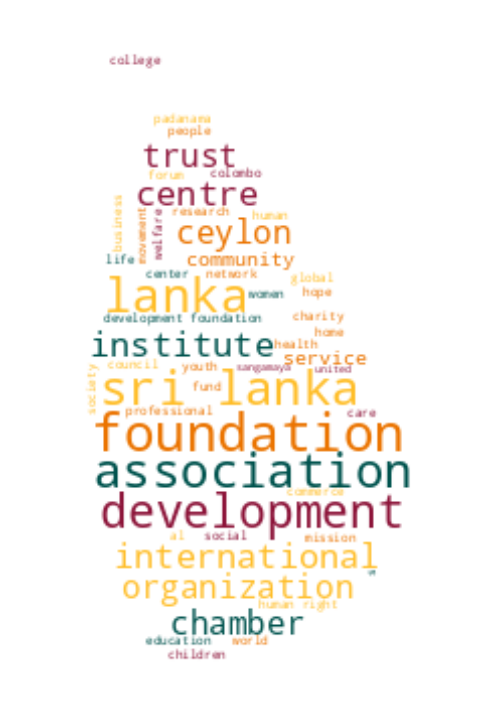 college
padanama
people
trust
forum colombo
centre
business movement welfare research human
ceylon
life community
center network global
lanka women hope
development foundation charity
institute home
health
service
society council youth sangamaya united
sri lanka
fund
professional care
foundation
association
commerce
development
al social mission
international
organization
human right
chamber
education world
children